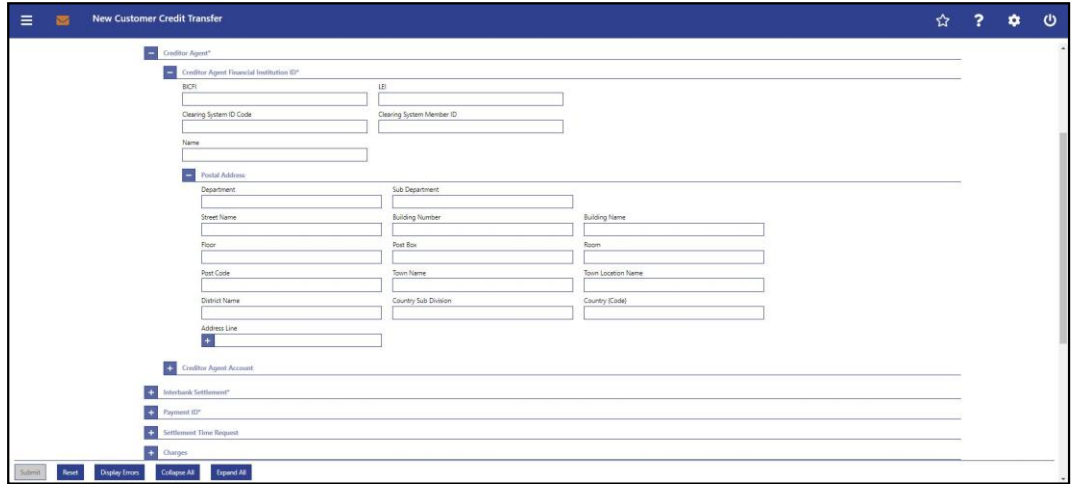 New Customer Credit Transfer
Creditor Agent*
Creditor Agent Financial Institution ID*
BICFI LEI
Clearing System ID Code Clearing System Member ID
Name
Postal Address
Department Sub Department
Street Name Building Number Building Name
Floor Post Box Room
Post Code Town Name Town Location Name
District Name Country Sub Division Country (Code)
Address Line
Creditor Agent Account
Interbank Settlement*
Payment ID*
Settlement Time Request
Charges
Submit Reset Display Errors Collapse All Expand All